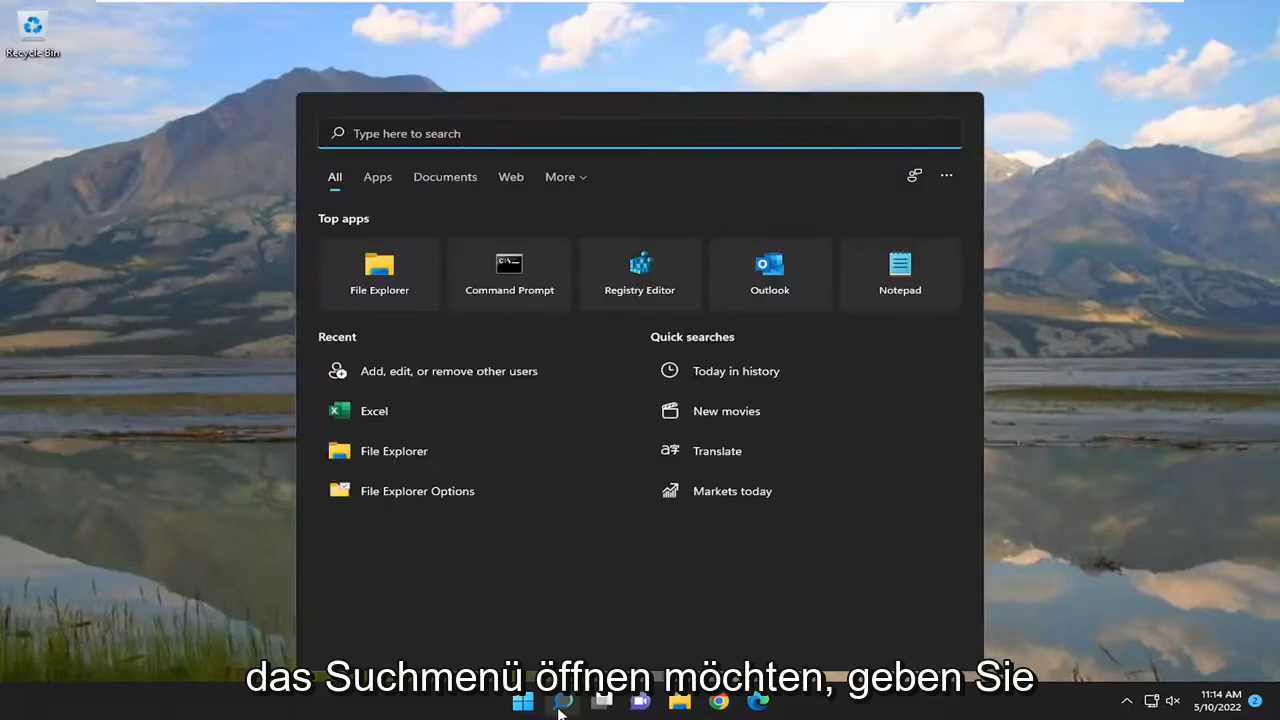 Recycle Bin
Type here to search
All Apps Documents Web More
Top apps
File Explorer Command Prompt Registry Editor Outlook Notepad
Recent Quick searches
Add, edit, or remove other users Today in history
Excel New movies
File Explorer Translate
File Explorer Options Markets today
das Suchmenü öffnen möchten, geben Sie
11:14 AM
5/10/2022
2